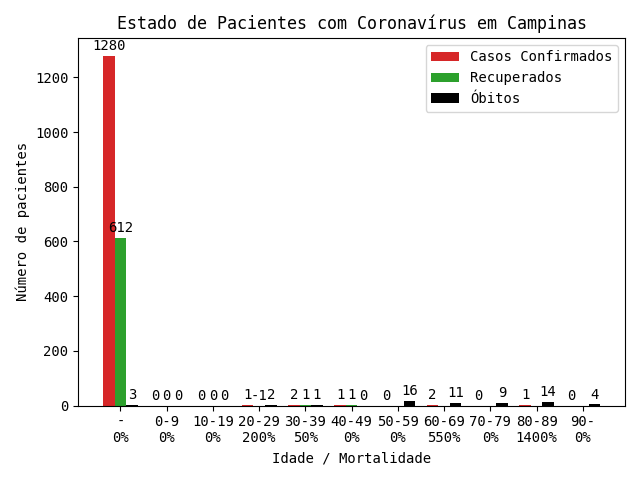 Estado de Pacientes com Coronavírus em Campinas
1280
612
3
0 0 0
0 0 0
1 -1 2
2 1 1
1 1 0
0 16
2 11
0 9
1 14
0 4
Casos Confirmados
Recuperados
Óbitos
Número de pacientes
1200
1000
800
600
400
200
0
- 0-9 10-19 20-29 30-39 40-49 50-59 60-69 70-79 80-89 90-
0% 0% 0% 200% 50% 0% 0% 550% 0% 1400% 0%
Idade / Mortalidade